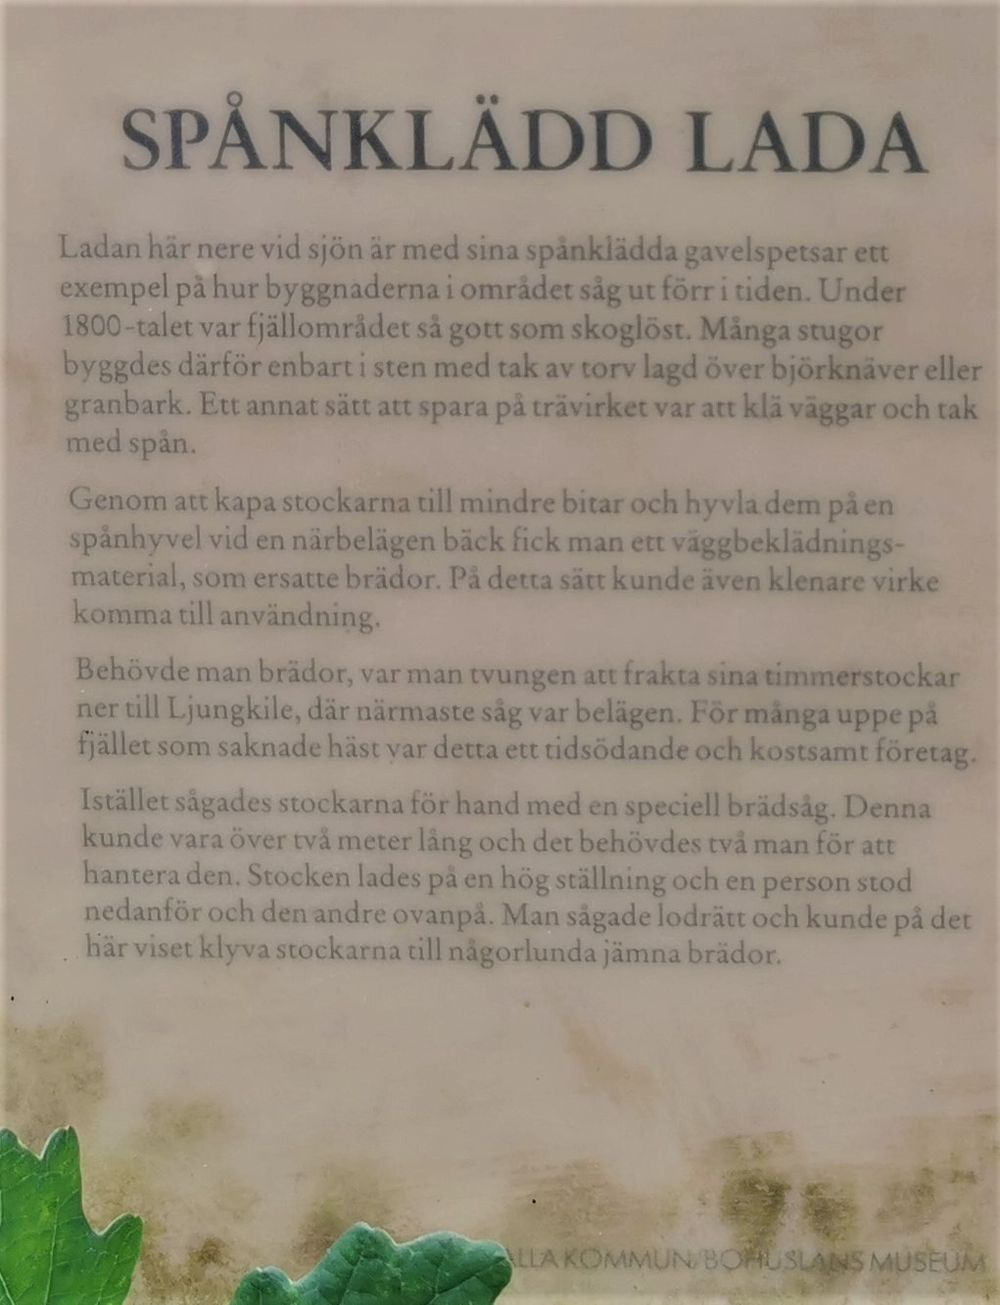 SPÅNKLÄDD LADA
Ladan här nere vid sjön är med sina spånklädda gavelspetsar ett
exempel på hur byggnaderna i området såg ut förr i tiden. Under
1800-talet var fjällområdet så gott som skoglöst. Många stugor
byggdes därför enbart i sten med tak av torv lagd över björknäver eller
granbark. Ett annat sätt att spara på trävirket var att klä väggar och tak
med spån.
Genom att kapa stockarna till mindre bitar och hyvla dem på en
spånhyvel vid en närbelägen bäck fick man ett väggbeklädnings-
material, som ersatte brädor. På detta sätt kunde även klenare virke
komma till användning.
Behövde man brädor, var man tvungen att frakta sina timmerstockar
ner till Ljungkile, där närmaste såg var belägen. För många uppe på
fjället som saknade häst var detta ett tidsödande och kostsamt företag.
Istället sågades stockarna för hand med en speciell brädsåg. Denna
kunde vara över två meter lång och det behövdes två man för att
hantera den. Stocken lades på en hög ställning och en person stod
nedanför och den andre ovanpå. Man sågade lodrätt och kunde på det
här viset klyva stockarna till någorlunda jämna brädor.
KOMMUN/BOHUSLÄNS MUSEUM